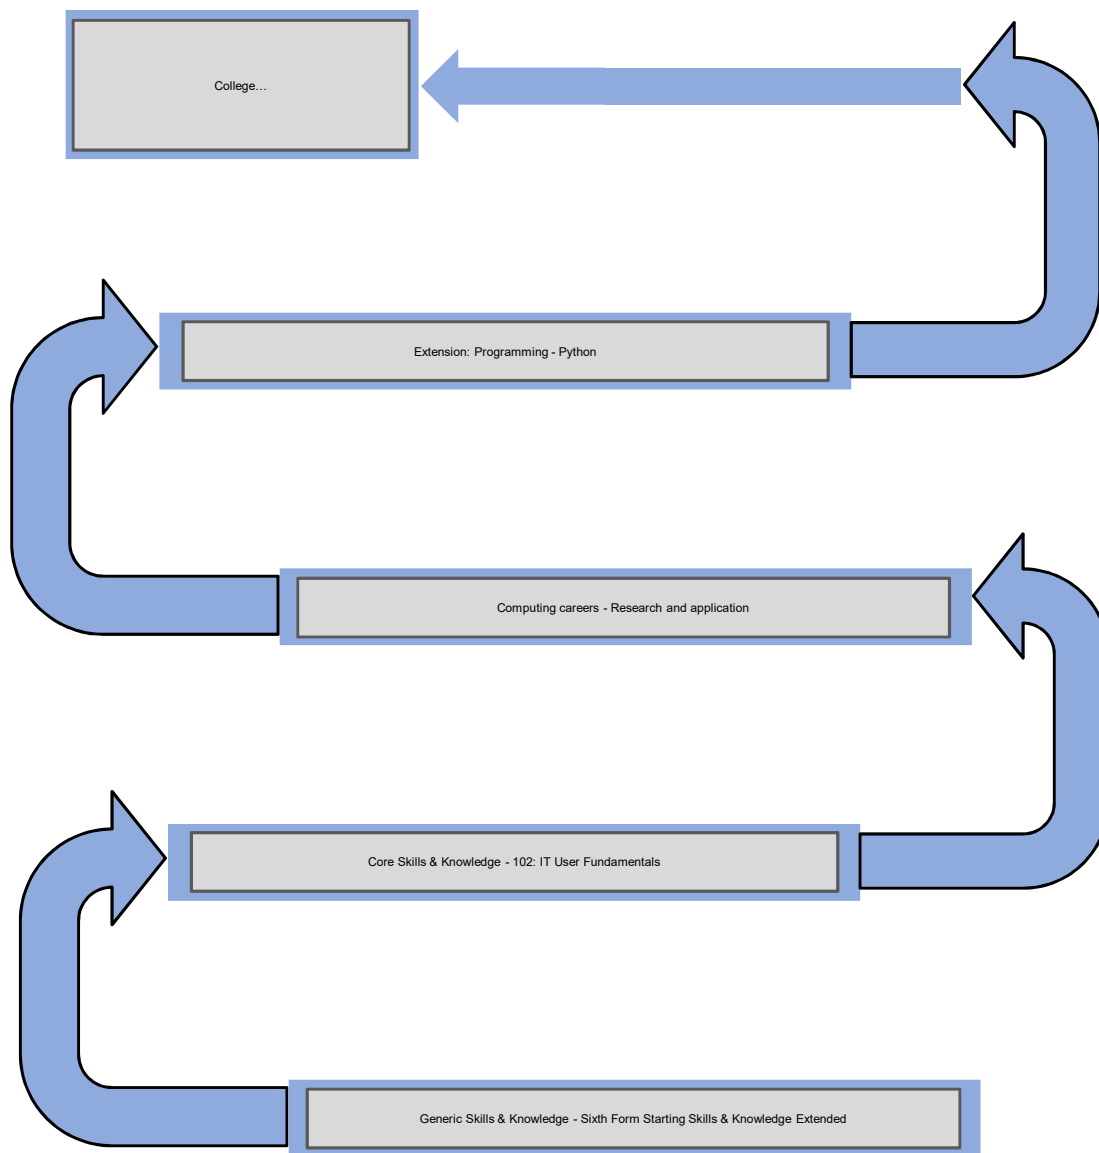 College…
Extension: Programming - Python
Computing careers - Research and application
Core Skills & Knowledge - 102: IT User Fundamentals
Generic Skills & Knowledge - Sixth Form Starting Skills & Knowledge Extended